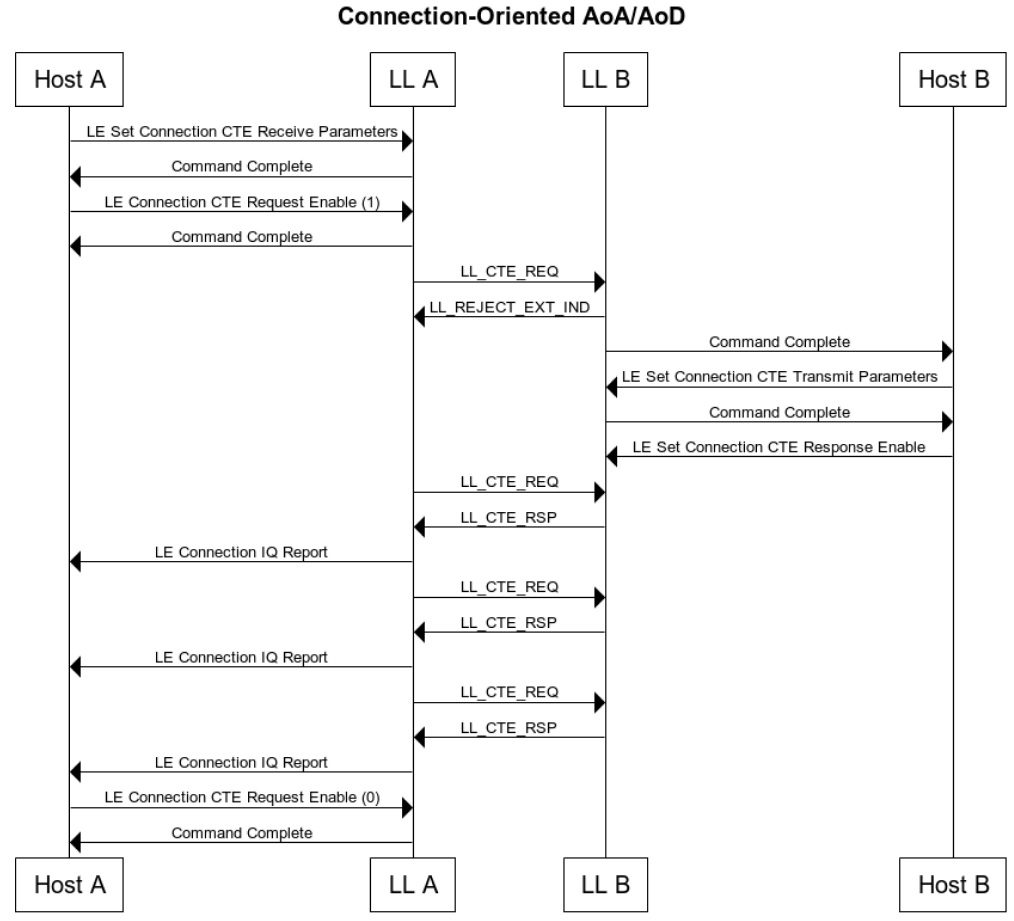 Connection-Oriented AoA/AoD
Host A
LL A
LL B
Host B
LE Set Connection CTE Receive Parameters
Command Complete
LE Connection CTE Request Enable (1)
Command Complete
LL_CTE_REQ
LL_REJECT_EXT_IND
Command Complete
LE Set Connection CTE Transmit Parameters
Command Complete
LE Set Connection CTE Response Enable
LL_CTE_REQ
LL_CTE_RSP
LE Connection IQ Report
LL_CTE_REQ
LL_CTE_RSP
LE Connection IQ Report
LL_CTE_REQ
LL_CTE_RSP
LE Connection IQ Report
LE Connection CTE Request Enable (0)
Command Complete
Host A
LL A
LL B
Host B